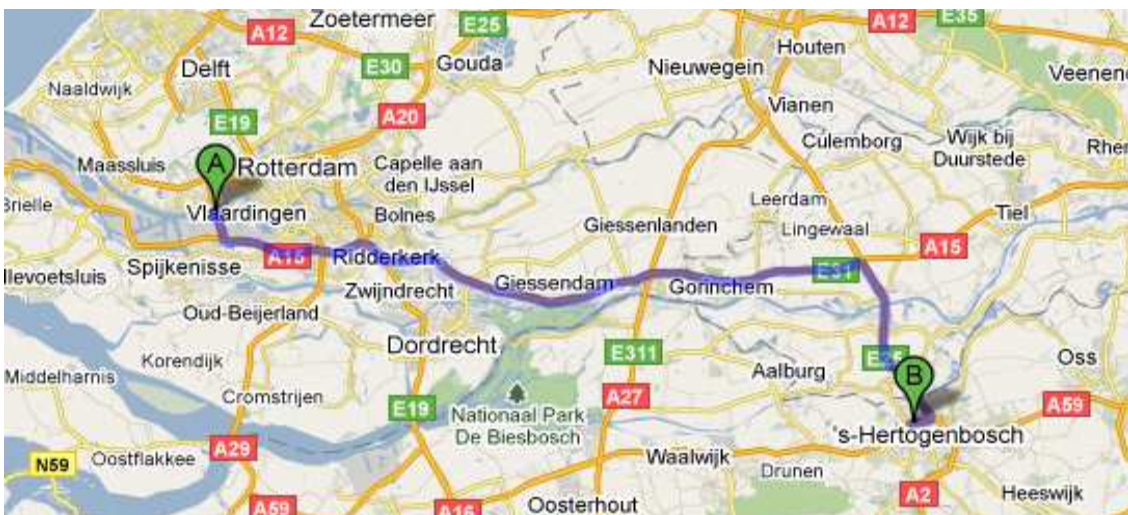 Zoetermeer
E25
A12
E35
A12
Delft
E30
Gouda
Nieuwegein
Houten
Naaldwijk
Vianen
E19
A20
Culemborg
Wijk bij
Duurstede
Maassluis
A
Rotterdam
Capelle aan
den IJssel
Leerdam
Brielle
Vlaardingen
Bolnes
Giessenlanden
Lingewaal
Tiel
A15
Ridderkerk
A15
Spijkenisse
Giessendam
Gorinchem
E31
llevoetsluis
Zwijndrecht
Oud-Beijerland
Dordrecht
E311
E25
Oss
Korendijk
Aalburg
B
Middelharnis
Cromstrijen
E19
Nationaal Park
De Biesbosch
A27
A59
's-Hertogenbosch
A29
N59
Oostflakkee
Waalwijk
Drunen
A2
Heeswijk
A59
A16
Oosterhout